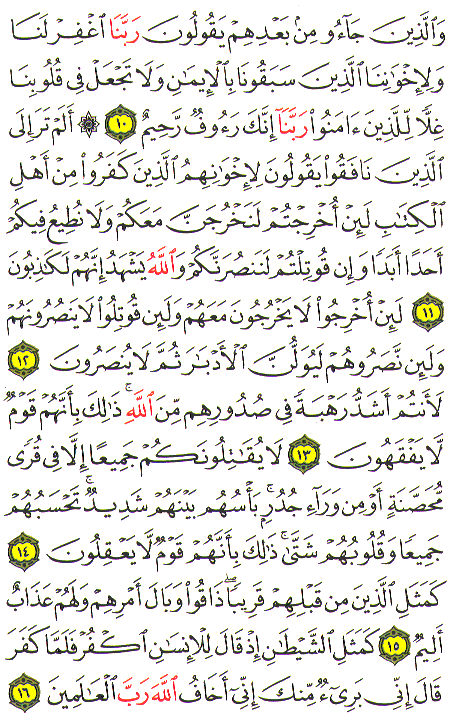 وَٱلَّذِينَ جَآءُو مِنۢ بَعْدِهِمْ يَقُولُونَ رَبَّنَا ٱغْفِرْ لَنَا
وَلِإِخْوَٰنِنَا ٱلَّذِينَ سَبَقُونَا بِٱلْإِيمَٰنِ وَلَا تَجْعَلْ فِى قُلُوبِنَا
غِلًّا لِّلَّذِينَ ءَامَنُوا۟ رَبَّنَآ إِنَّكَ رَءُوفٌ رَّحِيمٌ ١٠ ۞ أَلَمْ تَرَ إِلَى
ٱلَّذِينَ نَافَقُوا۟ يَقُولُونَ لِإِخْوَٰنِهِمُ ٱلَّذِينَ كَفَرُوا۟ مِنْ أَهْلِ
ٱلْكِتَٰبِ لَئِنْ أُخْرِجْتُمْ لَنَخْرُجَنَّ مَعَكُمْ وَلَا نُطِيعُ فِيكُمْ
أَحَدًا أَبَدًا وَإِن قُوتِلْتُمْ لَنَنصُرَنَّكُمْ وَٱللَّهُ يَشْهَدُ إِنَّهُمْ لَكَٰذِبُونَ
١١ لَئِنْ أُخْرِجُوا۟ لَا يَخْرُجُونَ مَعَهُمْ وَلَئِن قُوتِلُوا۟ لَا يَنصُرُونَهُمْ
وَلَئِن نَّصَرُوهُمْ لَيُوَلُّنَّ ٱلْأَدْبَٰرَ ثُمَّ لَا يُنصَرُونَ ١٢
لَأَنتُمْ أَشَدُّ رَهْبَةً فِى صُدُورِهِم مِّنَ ٱللَّهِ ۚ ذَٰلِكَ بِأَنَّهُمْ قَوْمٌ
لَّا يَفْقَهُونَ ١٣ لَا يُقَٰتِلُونَكُمْ جَمِيعًا إِلَّا فِى قُرًى
مُّحَصَّنَةٍ أَوْ مِن وَرَآءِ جُدُرٍۭ ۚ بَأْسُهُم بَيْنَهُمْ شَدِيدٌ ۚ تَحْسَبُهُمْ
جَمِيعًا وَقُلُوبُهُمْ شَتَّىٰ ۚ ذَٰلِكَ بِأَنَّهُمْ قَوْمٌ لَّا يَعْقِلُونَ ١٤
كَمَثَلِ ٱلَّذِينَ مِن قَبْلِهِمْ قَرِيبًا ۖ ذَاقُوا۟ وَبَالَ أَمْرِهِمْ وَلَهُمْ عَذَابٌ
أَلِيمٌ ١٥ كَمَثَلِ ٱلشَّيْطَٰنِ إِذْ قَالَ لِلْإِنسَٰنِ ٱكْفُرْ فَلَمَّا كَفَرَ
قَالَ إِنِّى بَرِىٓءٌ مِّنكَ إِنِّىٓ أَخَافُ ٱللَّهَ رَبَّ ٱلْعَٰلَمِينَ ١٦